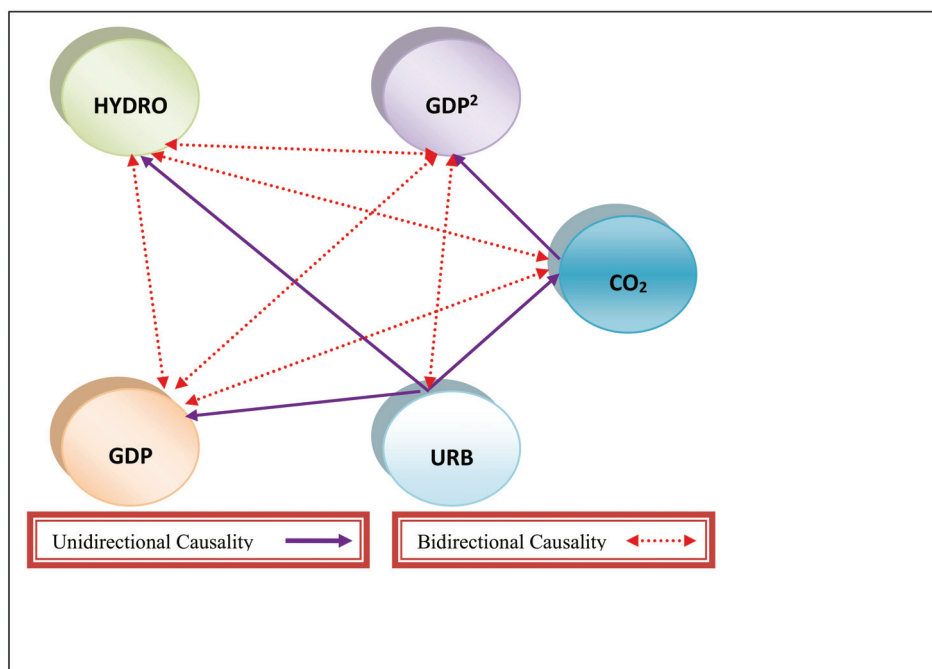 HYDRO
GDP²
CO₂
GDP
URB
Unidirectional Causality
Bidirectional Causality